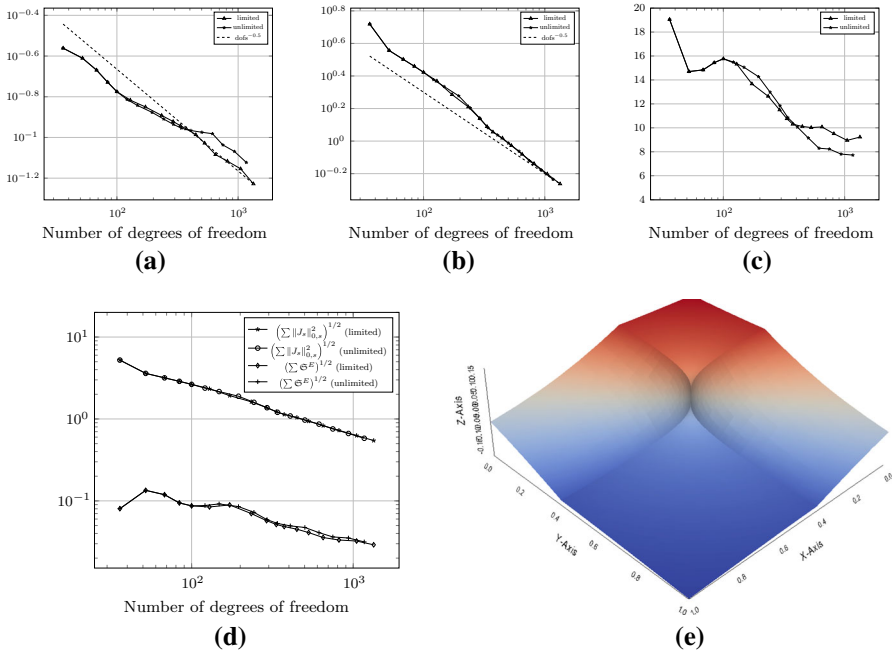 10^{-0.4}
10^{-0.6}
10^{-0.8}
10^{-1}
10^{-1.2}
limited
unlimited
dofs^{-0.5}
10^2
10^3
Number of degrees of freedom
(a)
10^{0.8}
10^{0.6}
10^{0.4}
10^{0.2}
10^0
10^{-0.2}
limited
unlimited
dofs^{-0.5}
10^2
10^3
Number of degrees of freedom
(b)
20
18
16
14
12
10
8
6
4
limited
unlimited
10^2
10^3
Number of degrees of freedom
(c)
10^1
10^0
10^{-1}
(∑ ‖J_s‖^2_{0,s})^{1/2} (limited)
(∑ ‖J_s‖^2_{0,s})^{1/2} (unlimited)
(∑ 𝔖^E)^{1/2} (limited)
(∑ 𝔖^E)^{1/2} (unlimited)
10^2
10^3
Number of degrees of freedom
(d)
Z-Axis
0.0
0.2
0.4
0.6
0.8
1.0
Y-Axis
0.0
0.2
0.4
0.6
0.8
1.0
X-Axis
(e)